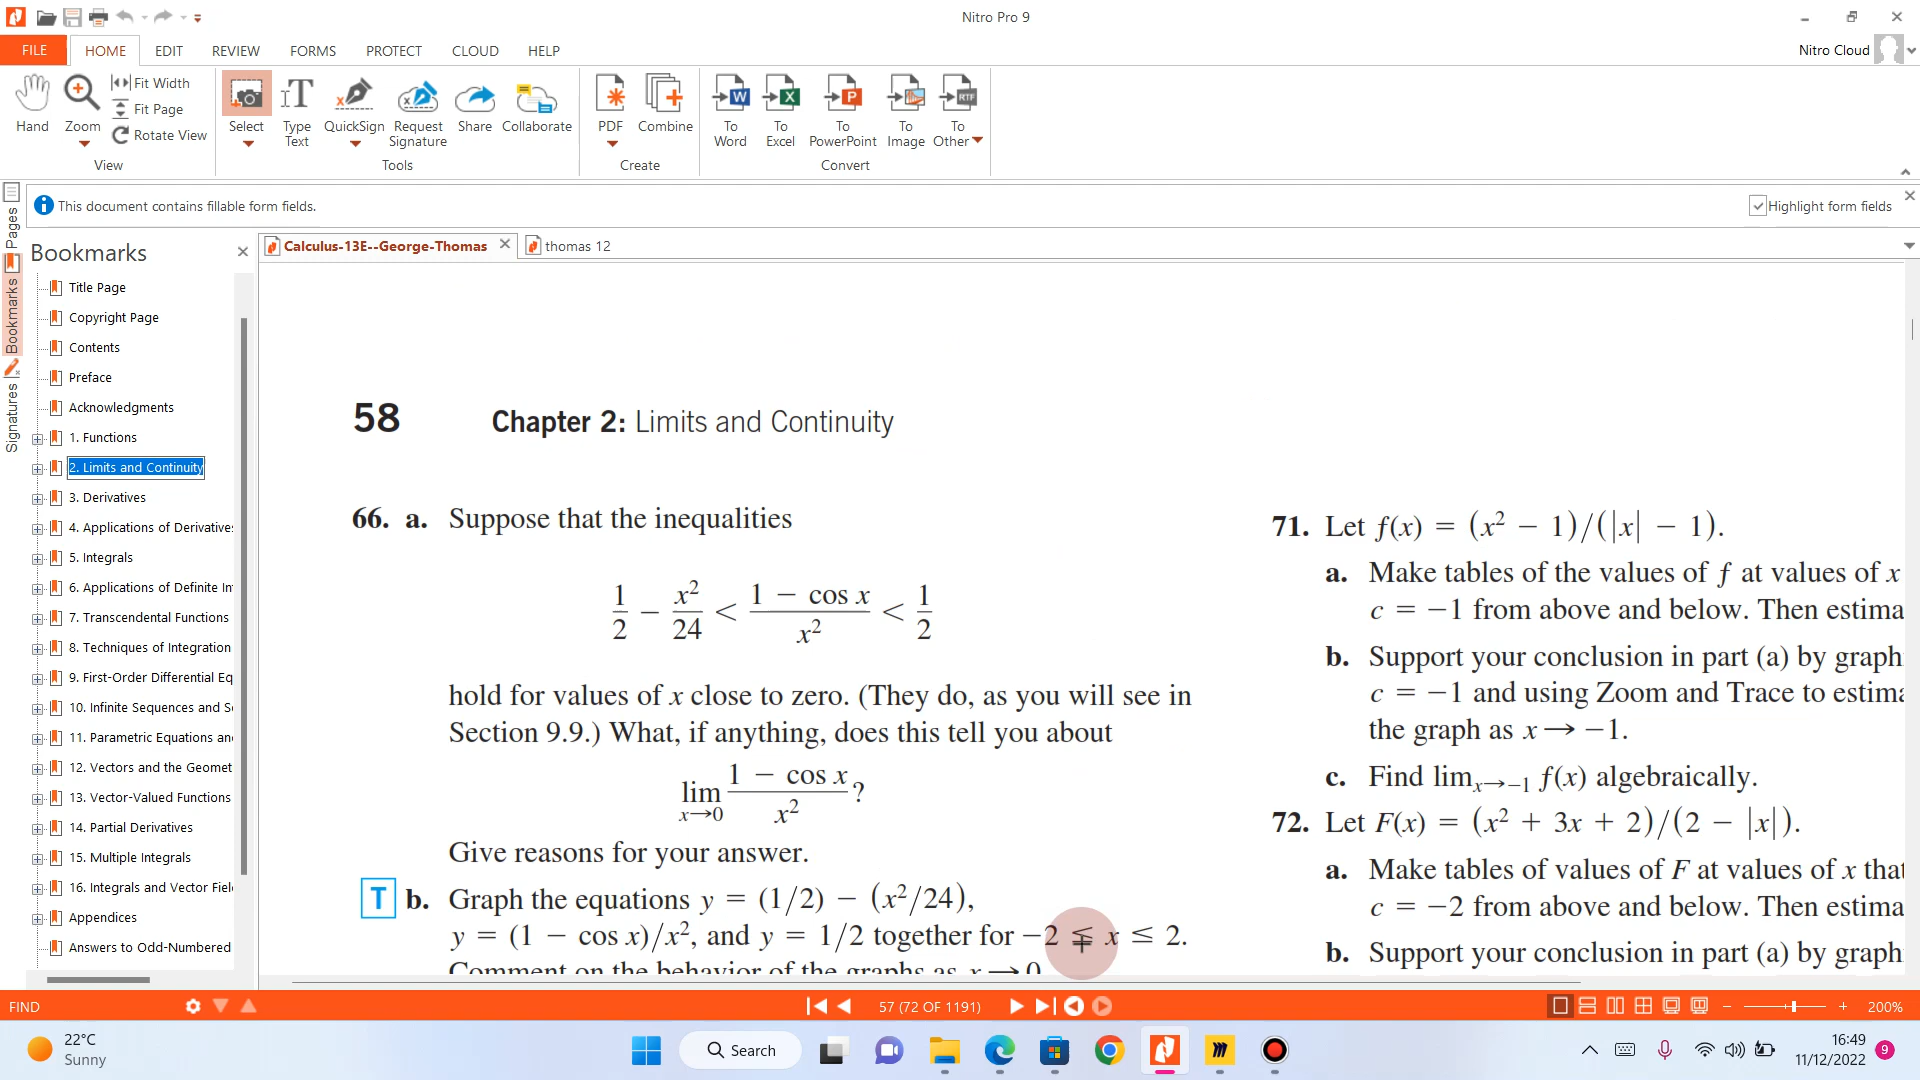 Nitro Pro 9
FILE HOME EDIT REVIEW FORMS PROTECT CLOUD HELP
Nitro Cloud
Hand
Zoom
Fit Width
Fit Page
Rotate View
View
Select
Type Text
QuickSign
Request Signature
Share
Collaborate
Tools
PDF
Combine
Create
To Word
To Excel
To PowerPoint
To Image
To Other
Convert
This document contains fillable form fields.
Highlight form fields
Pages
Bookmarks
Signatures
Bookmarks
Calculus-13E--George-Thomas
thomas 12
Title Page
Copyright Page
Contents
Preface
Acknowledgments
1. Functions
2. Limits and Continuity
3. Derivatives
4. Applications of Derivative
5. Integrals
6. Applications of Definite In
7. Transcendental Functions
8. Techniques of Integration
9. First-Order Differential Eq
10. Infinite Sequences and S
11. Parametric Equations an
12. Vectors and the Geomet
13. Vector-Valued Functions
14. Partial Derivatives
15. Multiple Integrals
16. Integrals and Vector Fiel
Appendices
Answers to Odd-Numbered
58 Chapter 2: Limits and Continuity
66. a. Suppose that the inequalities
1/2 − x²/24 < (1 − cos x)/x² < 1/2
hold for values of x close to zero. (They do, as you will see in
Section 9.9.) What, if anything, does this tell you about
lim x→0 (1 − cos x)/x² ?
Give reasons for your answer.
T b. Graph the equations y = (1/2) − (x²/24),
y = (1 − cos x)/x², and y = 1/2 together for −2 ≤ x ≤ 2.
Comment on the behavior of the graphs as x → 0.
71. Let f(x) = (x² − 1)/(|x| − 1).
a. Make tables of the values of f at values of x
c = −1 from above and below. Then estima
b. Support your conclusion in part (a) by graph
c = −1 and using Zoom and Trace to estima
the graph as x → −1.
c. Find lim x→−1 f(x) algebraically.
72. Let F(x) = (x² + 3x + 2)/(2 − |x|).
a. Make tables of values of F at values of x that
c = −2 from above and below. Then estima
b. Support your conclusion in part (a) by graph
FIND
57 (72 OF 1191)
200%
22°C
Sunny
Search
16:49
11/12/2022
9